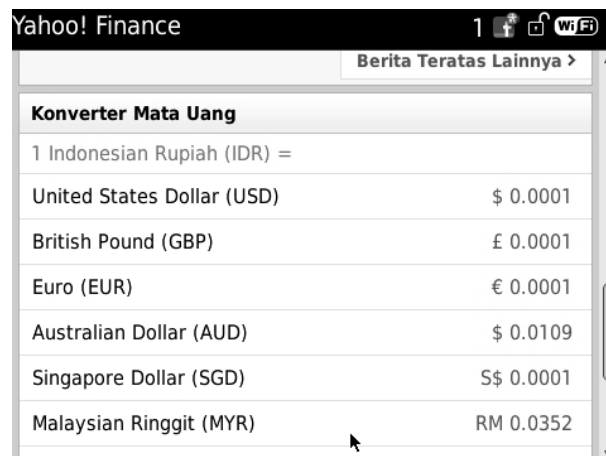 Yahoo! Finance 1 f* WiFi
Berita Teratas Lainnya >
Konverter Mata Uang
1 Indonesian Rupiah (IDR) =
United States Dollar (USD) $ 0.0001
British Pound (GBP) £ 0.0001
Euro (EUR) € 0.0001
Australian Dollar (AUD) $ 0.0109
Singapore Dollar (SGD) S$ 0.0001
Malaysian Ringgit (MYR) RM 0.0352